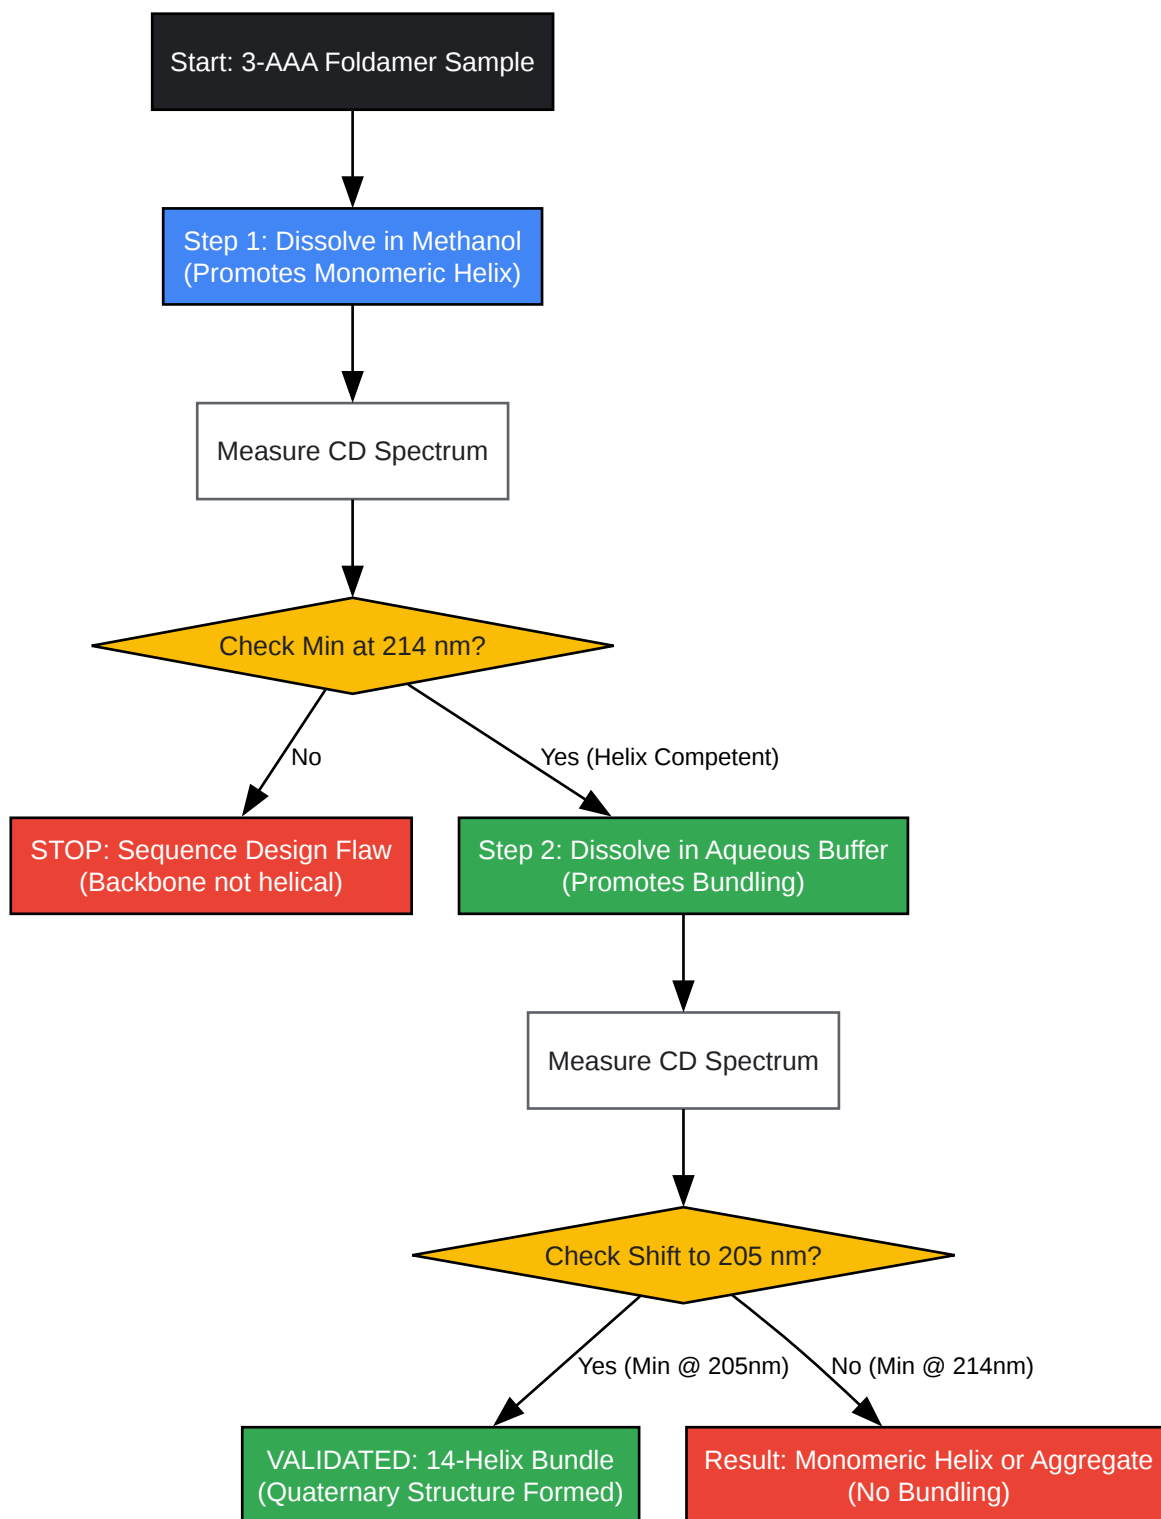 Start: 3-AAA Foldamer Sample
Step 1: Dissolve in Methanol
(Promotes Monomeric Helix)
Measure CD Spectrum
Check Min at 214 nm?
No
Yes (Helix Competent)
STOP: Sequence Design Flaw
(Backbone not helical)
Step 2: Dissolve in Aqueous Buffer
(Promotes Bundling)
Measure CD Spectrum
Check Shift to 205 nm?
Yes (Min @ 205nm)
No (Min @ 214nm)
VALIDATED: 14-Helix Bundle
(Quaternary Structure Formed)
Result: Monomeric Helix or Aggregate
(No Bundling)